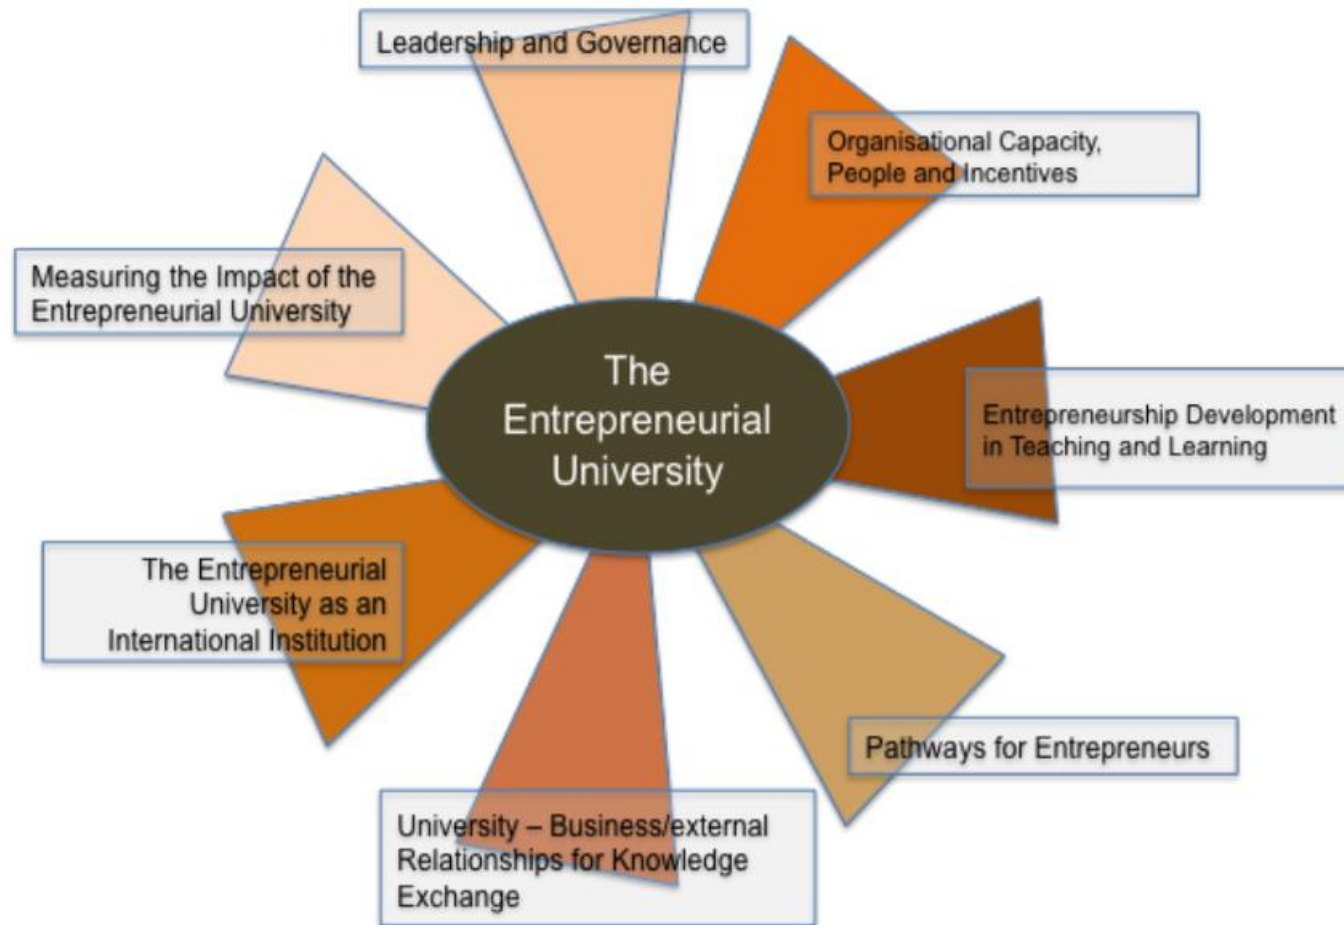 Leadership and Governance
Organisational Capacity,
People and Incentives
Measuring the Impact of the
Entrepreneurial University
The
Entrepreneurial
University
Entrepreneurship Development
in Teaching and Learning
The Entrepreneurial
University as an
International Institution
Pathways for Entrepreneurs
University – Business/external
Relationships for Knowledge
Exchange